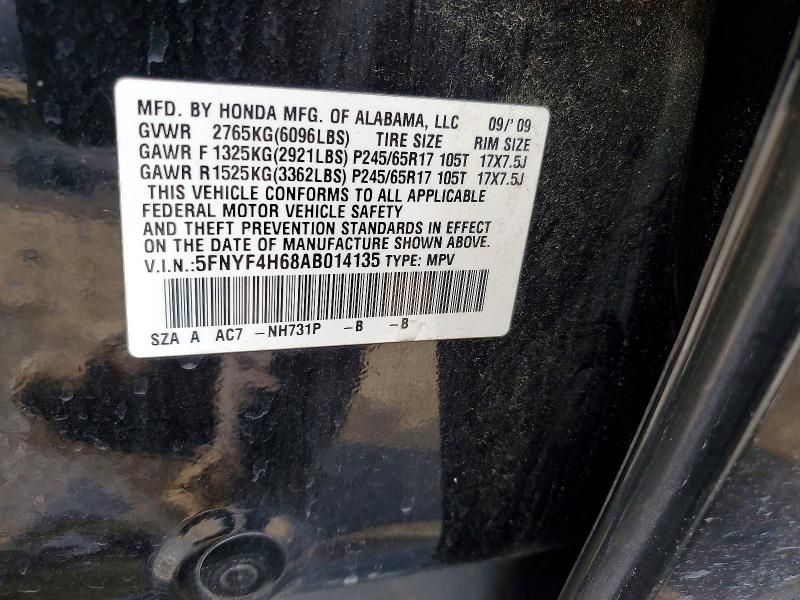 MFD. BY HONDA MFG. OF ALABAMA, LLC 09/'09
GVWR 2765KG(6096LBS) TIRE SIZE RIM SIZE
GAWR F 1325KG(2921LBS) P245/65R17 105T 17X7.5J
GAWR R1525KG(3362LBS) P245/65R17 105T 17X7.5J
THIS VEHICLE CONFORMS TO ALL APPLICABLE
FEDERAL MOTOR VEHICLE SAFETY
AND THEFT PREVENTION STANDARDS IN EFFECT
ON THE DATE OF MANUFACTURE SHOWN ABOVE.
V.I.N.:5FNYF4H68AB014135 TYPE: MPV
SZA A AC7 -NH731P -B -B